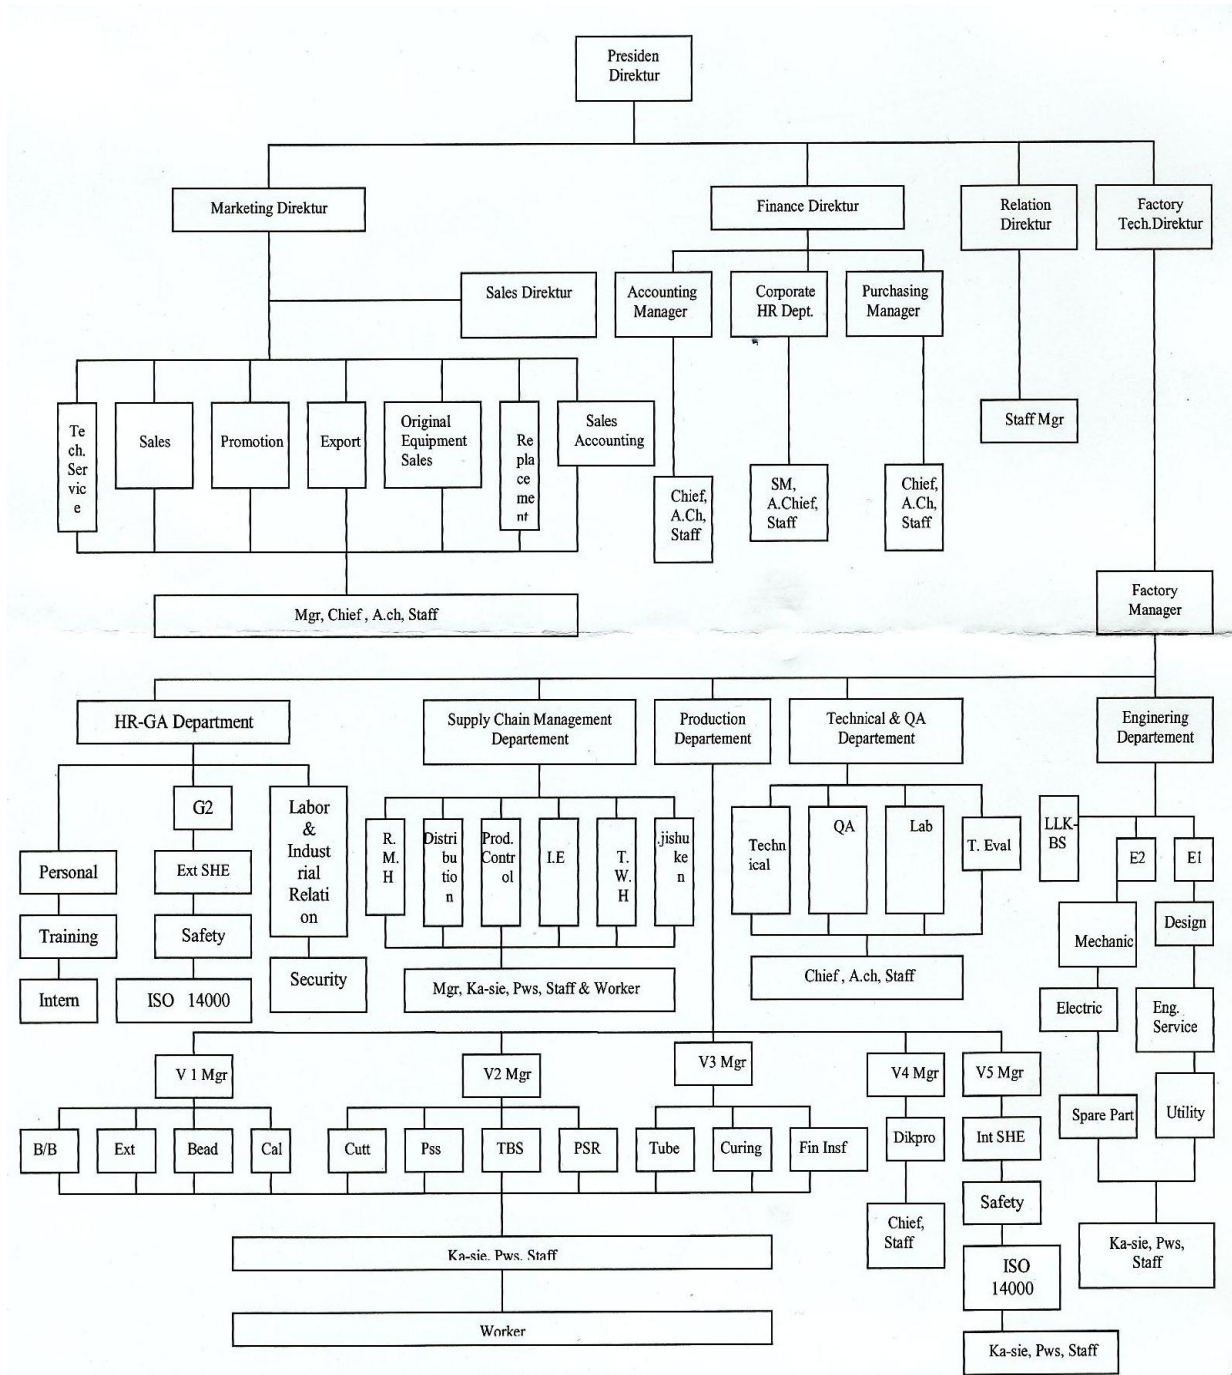 Presiden
Direktur
Marketing Direktur
Finance Direktur
Relation
Direktur
Factory
Tech.Direktur
Sales Direktur
Accounting
Manager
Corporate
HR Dept.
Purchasing
Manager
Te
ch.
Ser
vic
e
Sales
Promotion
Export
Original
Equipment
Sales
Re
pla
ce
me
nt
Sales
Accounting
Staff Mgr
Chief,
A.Ch,
Staff
SM,
A.Chief,
Staff
Chief,
A.Ch,
Staff
Mgr, Chief , A.ch, Staff
Factory
Manager
HR-GA Department
Supply Chain Management
Departement
Production
Departement
Technical & QA
Departement
Enginering
Departement
G2
Labor
&
Indust
rial
Relati
on
Personal
Ext SHE
Training
Safety
Security
Intern
ISO 14000
R.
M.
H
Distri
bu
tio
n
Prod.
Contr
ol
I.E
T.
W.
H
.jishu
ke
n
Mgr, Ka-sie, Pws, Staff & Worker
Techn
ical
QA
Lab
T. Eval
Chief , A.ch, Staff
LLK-
BS
E2
E1
Mechanic
Design
Electric
Eng.
Service
Spare Part
Utility
Ka-sie, Pws,
Staff
V 1 Mgr
V2 Mgr
V3 Mgr
V4 Mgr
V5 Mgr
B/B
Ext
Bead
Cal
Cutt
Pss
TBS
PSR
Tube
Curing
Fin Insf
Dikpro
Int SHE
Safety
Chief,
Staff
ISO
14000
Ka-sie, Pws, Staff
Ka-sie, Pws, Staff
Worker